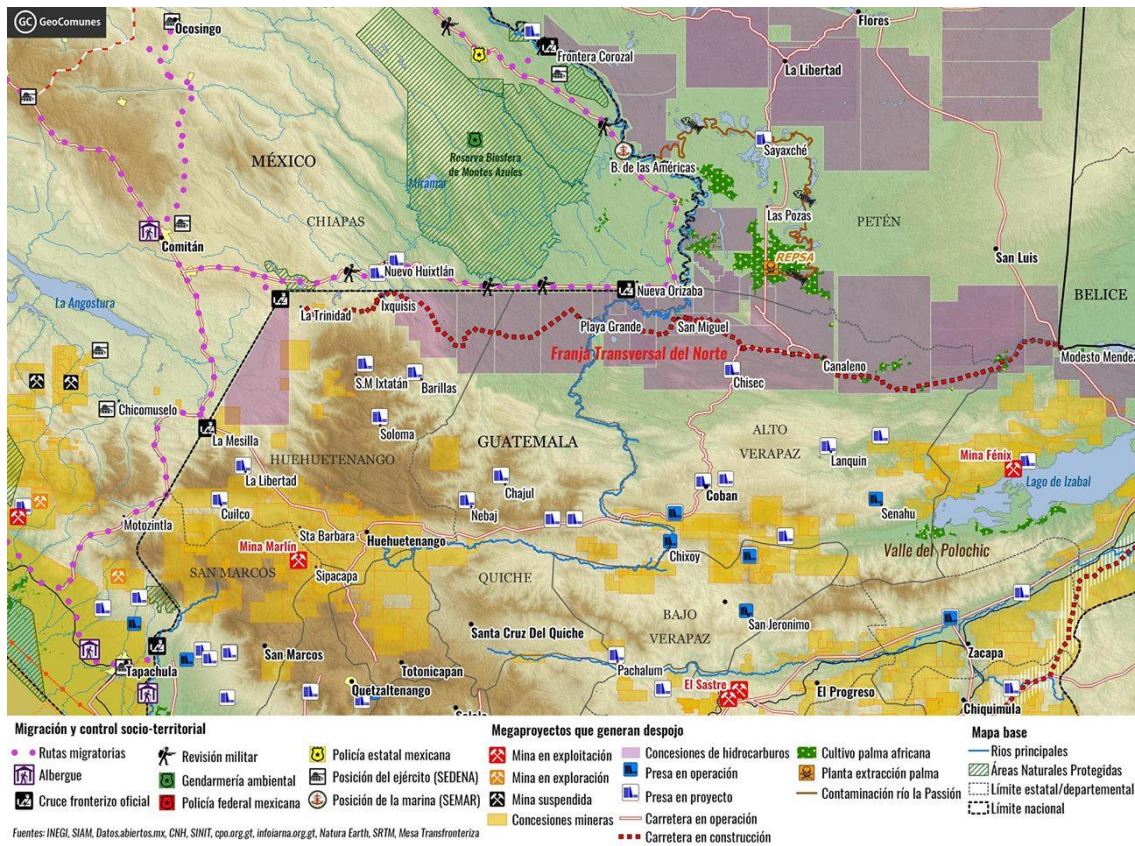 GC GeoComunes
Ocosingo
Flores
Frontera Corozal
La Libertad
MÉXICO
Reserva Biosfera
de Montes Azules
Miramar
B. de las Américas
Sayaxché
CHIAPAS
Las Pozas
PETÉN
Comitán
REPSA
San Luis
Nuevo Huixtlán
La Angostura
Nueva Orizaba
BELICE
La Trinidad
Ixquisis
Playa Grande
San Miguel
Franja Transversal del Norte
Canaleno
Modesto Mendez
S.M Ixtatán
Barillas
Chisec
Chicomuselo
Soloma
La Mesilla
GUATEMALA
ALTO
VERAPAZ
Lanquin
Mina Fénix
HUEHUETENANGO
La Libertad
Chajul
Coban
Lago de Izabal
Cuilco
Nebaj
Senahu
Motozintla
Sta Barbara
Huehuetenango
Mina Marlín
Chixoy
Valle del Polochic
SAN MARCOS
Sipacapa
QUICHE
BAJO
VERAPAZ
San Jeronimo
Santa Cruz Del Quiche
Tapachula
San Marcos
Totonicapan
Pachalum
Zacapa
Quetzaltenango
El Sastre
El Progreso
Chiquimula
Migración y control socio-territorial
Rutas migratorias
Albergue
Cruce fronterizo oficial
Revisión militar
Gendarmería ambiental
Policía federal mexicana
Policía estatal mexicana
Posición del ejército (SEDENA)
Posición de la marina (SEMAR)
Megaproyectos que generan despojo
Mina en exploitación
Mina en exploración
Mina suspendida
Concesiones mineras
Concesiones de hidrocarburos
Presa en operación
Presa en proyecto
Carretera en operación
Carretera en construcción
Cultivo palma africana
Planta extracción palma
Contaminación río la Passión
Mapa base
Rios principales
Áreas Naturales Protegidas
Límite estatal/departemental
Límite nacional
Fuentes: INEGI, SIAM, Datos.abiertos.mx, CNH, SINIT, cpo.org.gt, infoiarna.org.gt, Natura Earth, SRTM, Mesa Transfronteriza